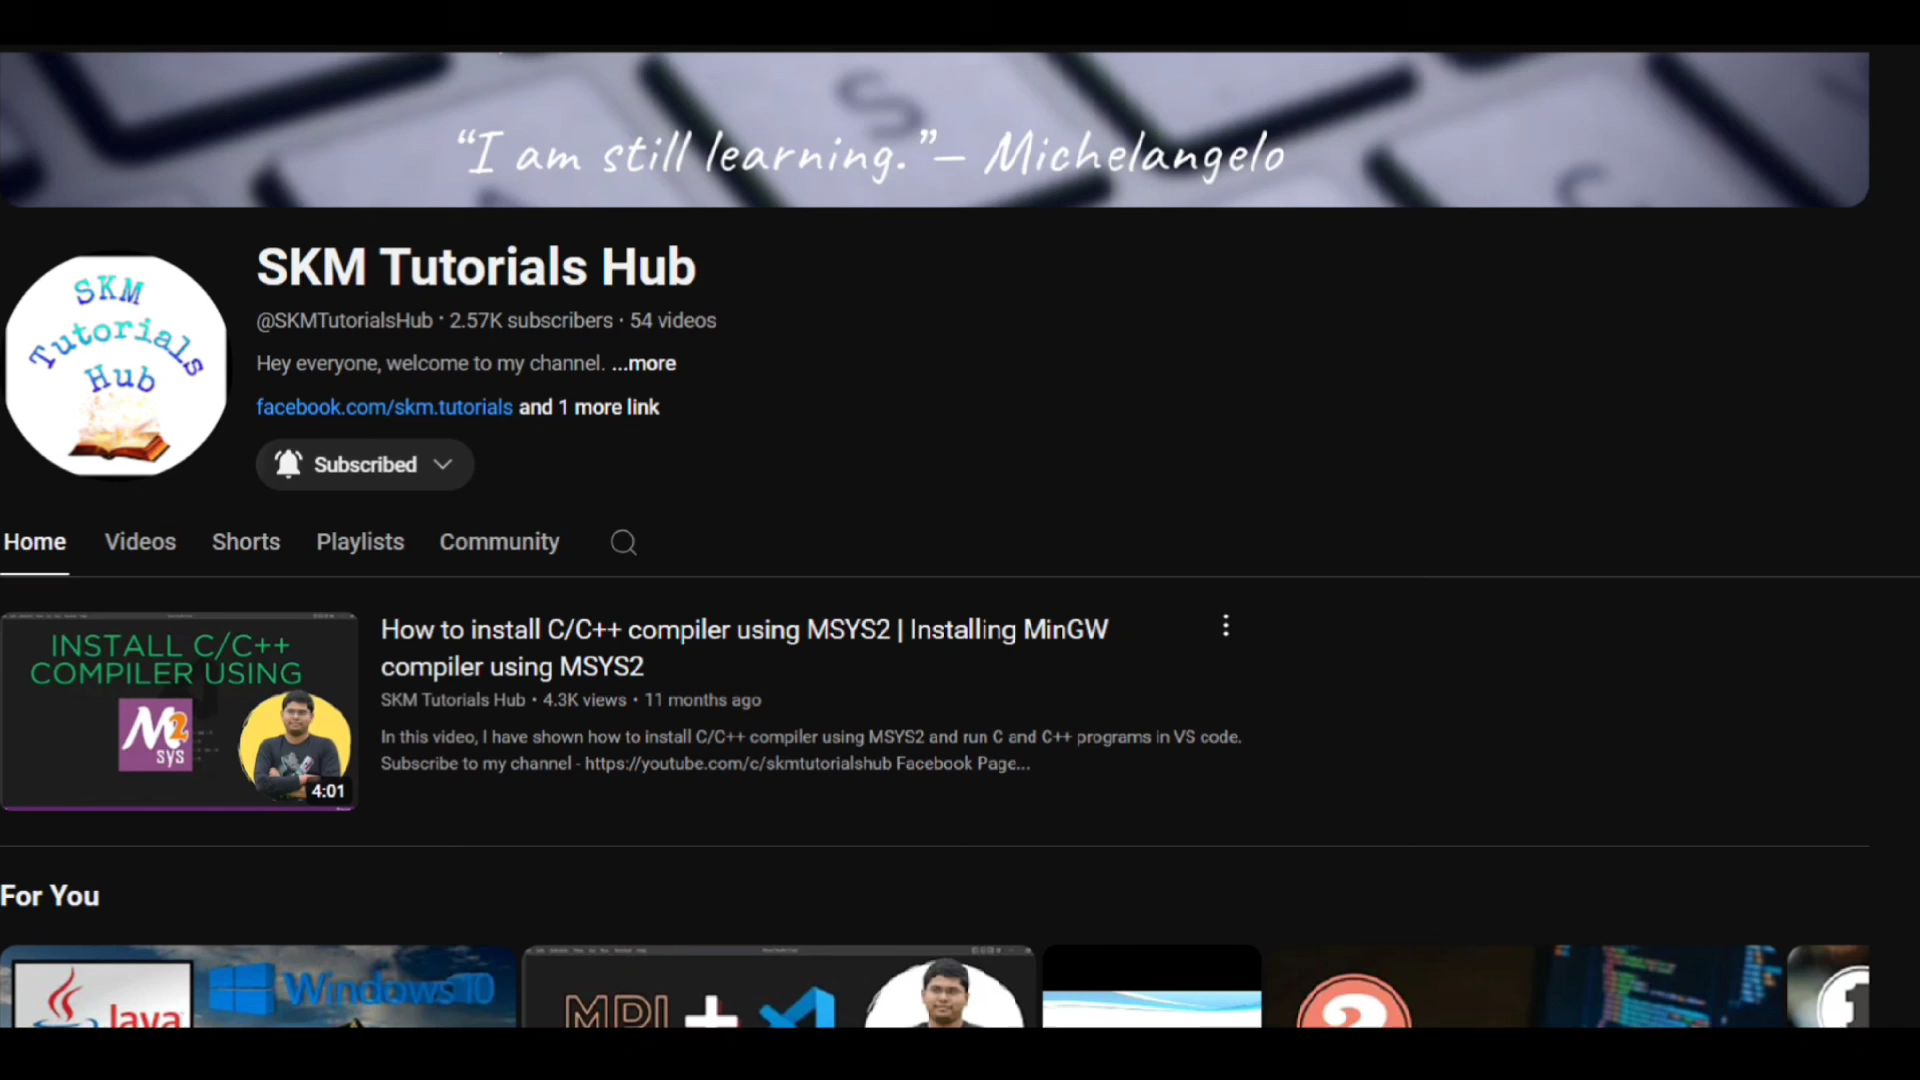 “I am still learning.”— Michelangelo
SKM
Tutorials
Hub
SKM Tutorials Hub
@SKMTutorialsHub • 2.57K subscribers • 54 videos
Hey everyone, welcome to my channel. ...more
facebook.com/skm.tutorials and 1 more link
Subscribed
Home Videos Shorts Playlists Community
INSTALL C/C++
COMPILER USING
M2
sys
4:01
How to install C/C++ compiler using MSYS2 | Installing MinGW
compiler using MSYS2
SKM Tutorials Hub • 4.3K views • 11 months ago
In this video, I have shown how to install C/C++ compiler using MSYS2 and run C and C++ programs in VS code.
Subscribe to my channel - https://youtube.com/c/skmtutorialshub Facebook Page...
For You
Java
Windows 10
MPI +